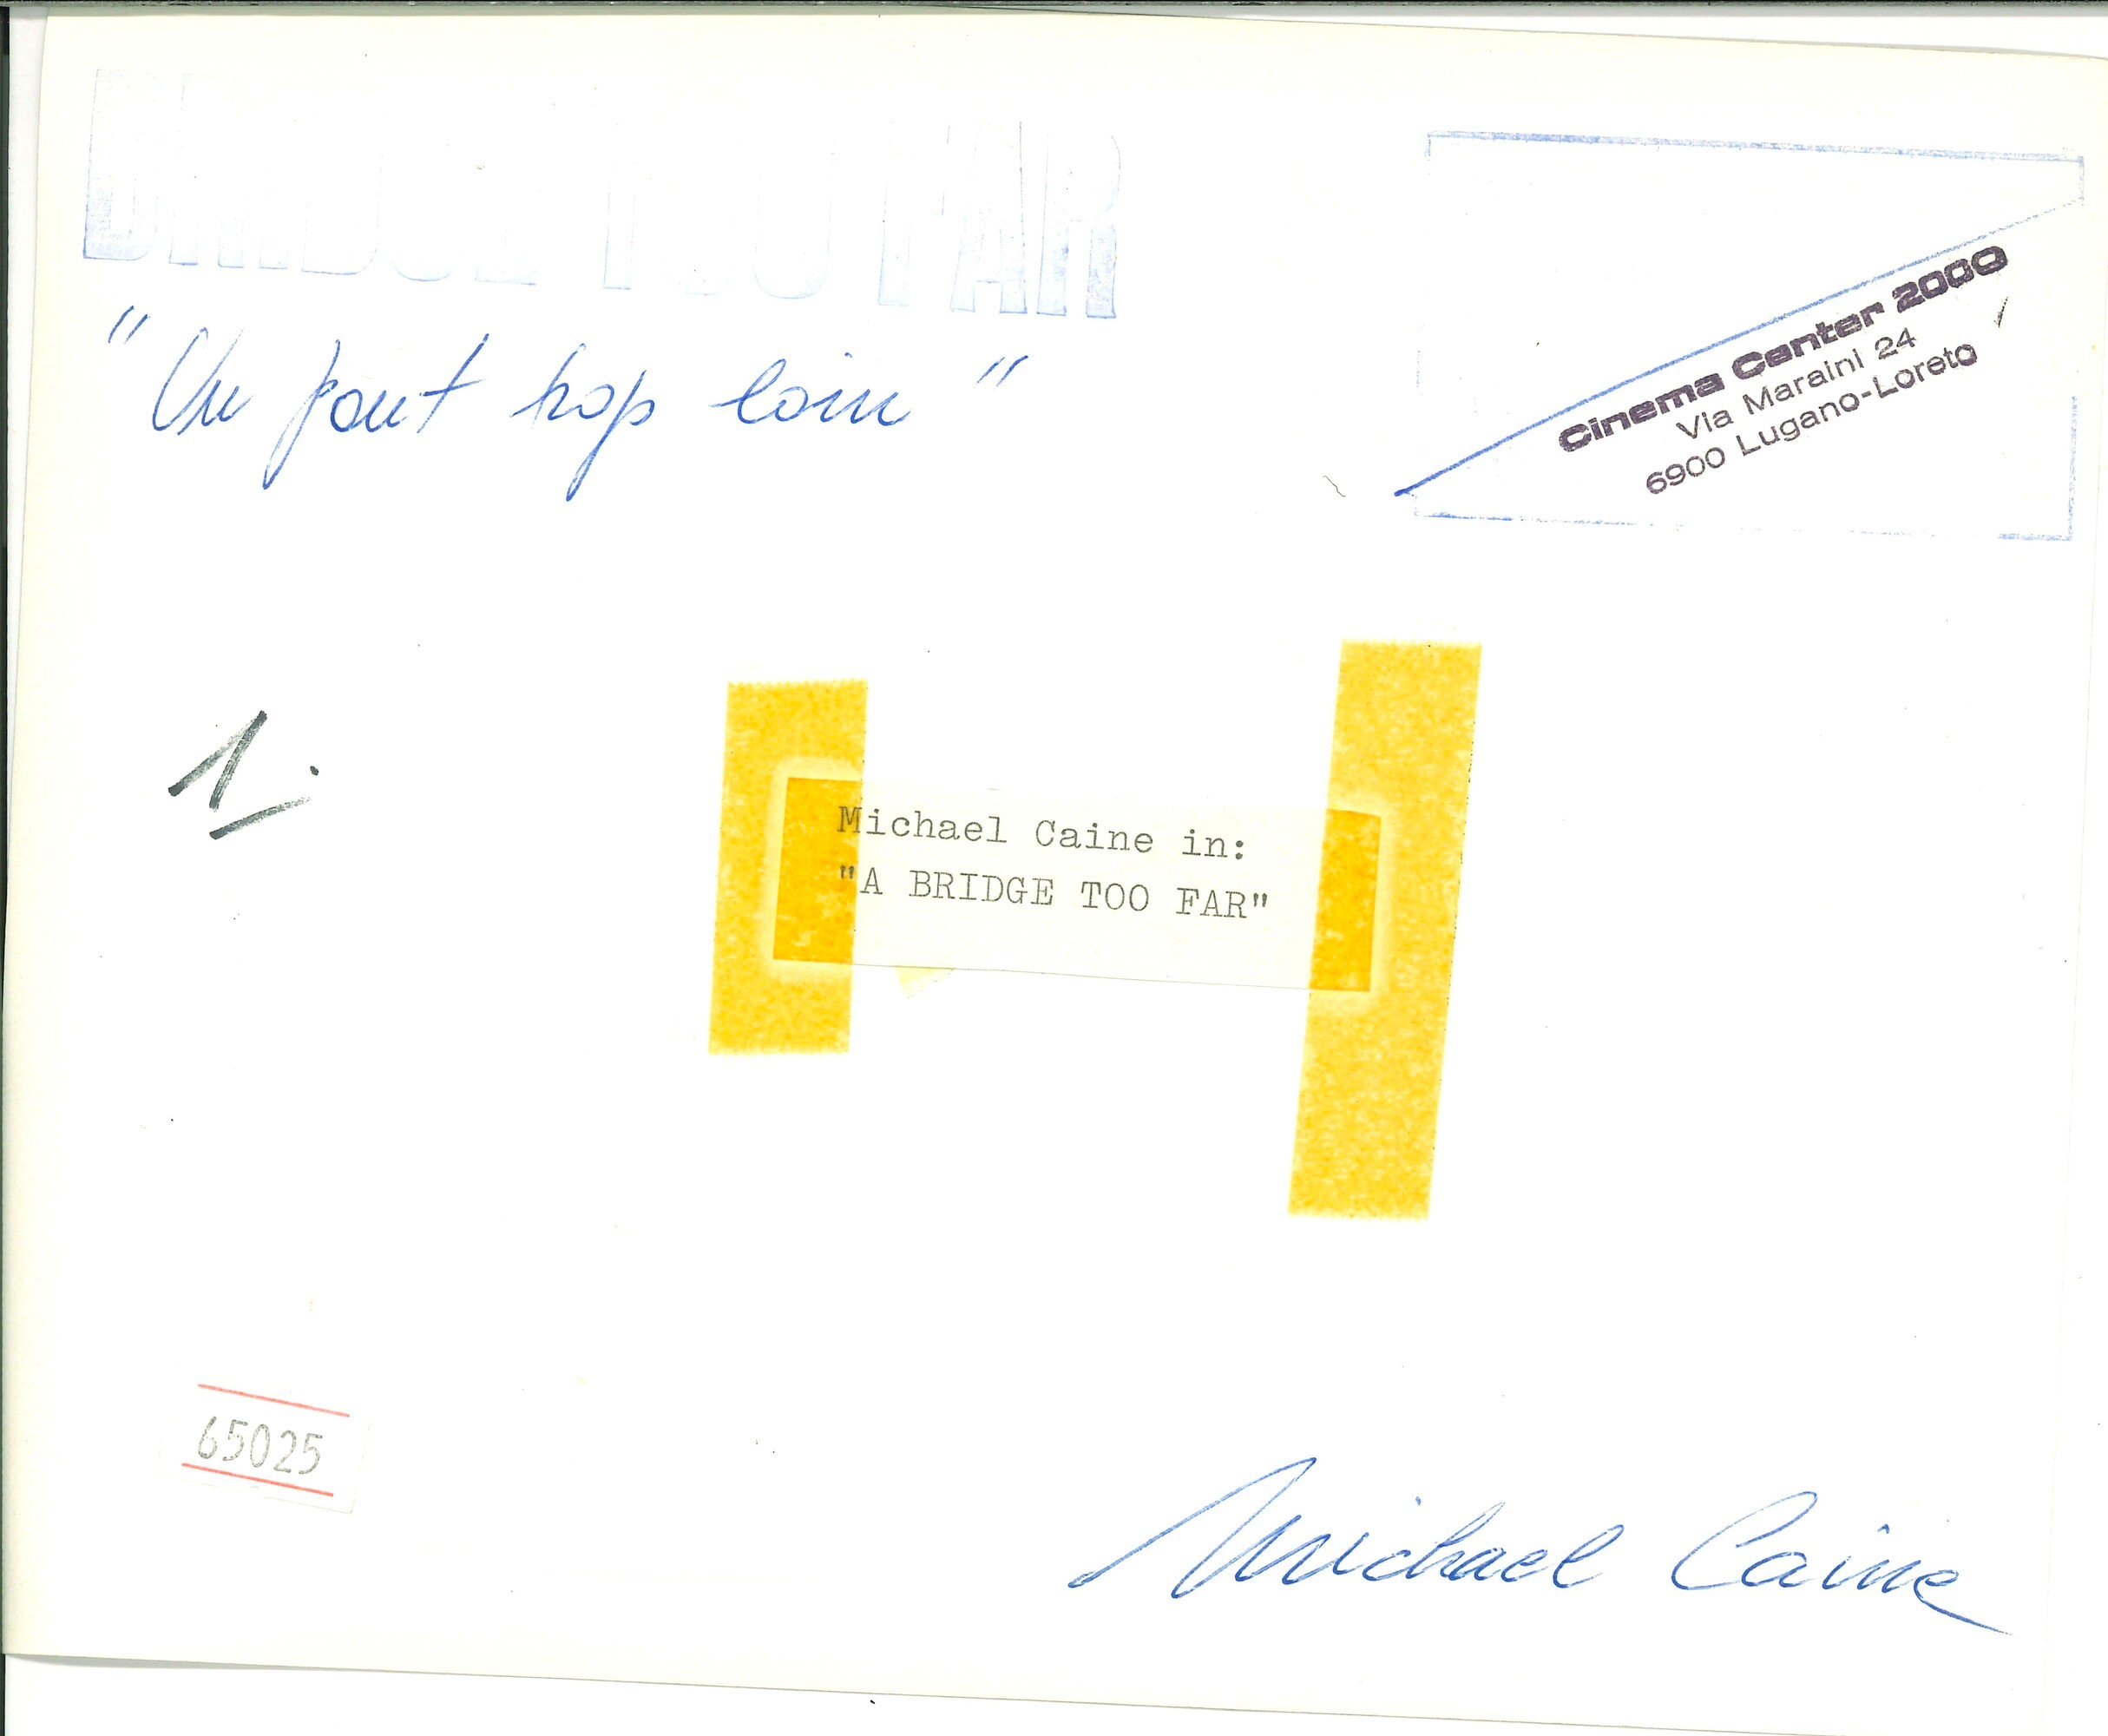 BRIDGE TOO FAR
"Un pont trop loin"
Cinema Center 2000
Via Maraini 24
6900 Lugano-Loreto
1.
Michael Caine in:
"A BRIDGE TOO FAR"
65025
Michael Caine